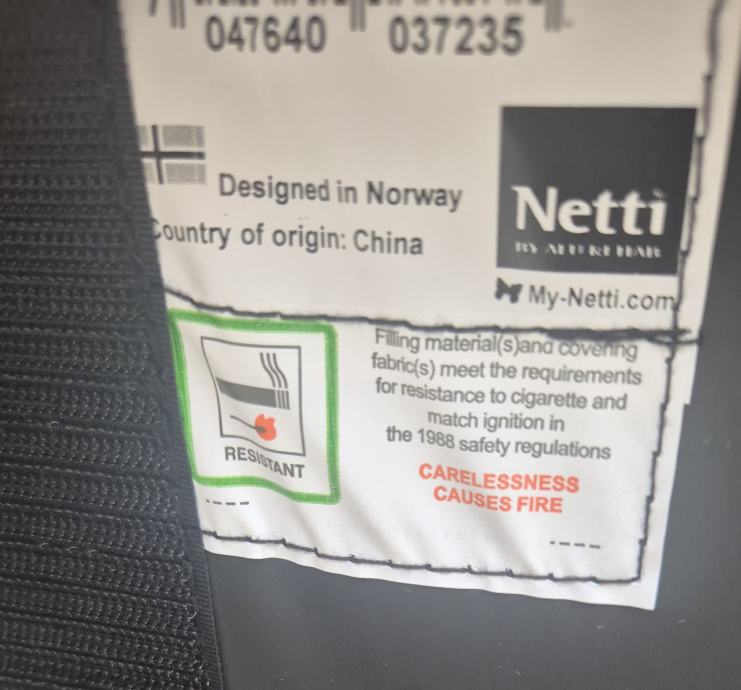 047640 037235
Designed in Norway
Country of origin: China
Netti
My-Netti.com
Filling material(s)and covering
fabric(s) meet the requirements
for resistance to cigarette and
match ignition in
the 1988 safety regulations
CARELESSNESS
CAUSES FIRE
RESISTANT